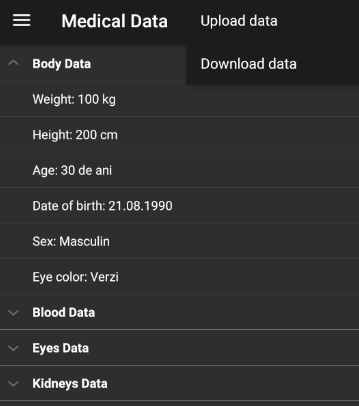 Medical Data
Upload data
Download data
Body Data
Weight: 100 kg
Height: 200 cm
Age: 30 de ani
Date of birth: 21.08.1990
Sex: Masculin
Eye color: Verzi
Blood Data
Eyes Data
Kidneys Data